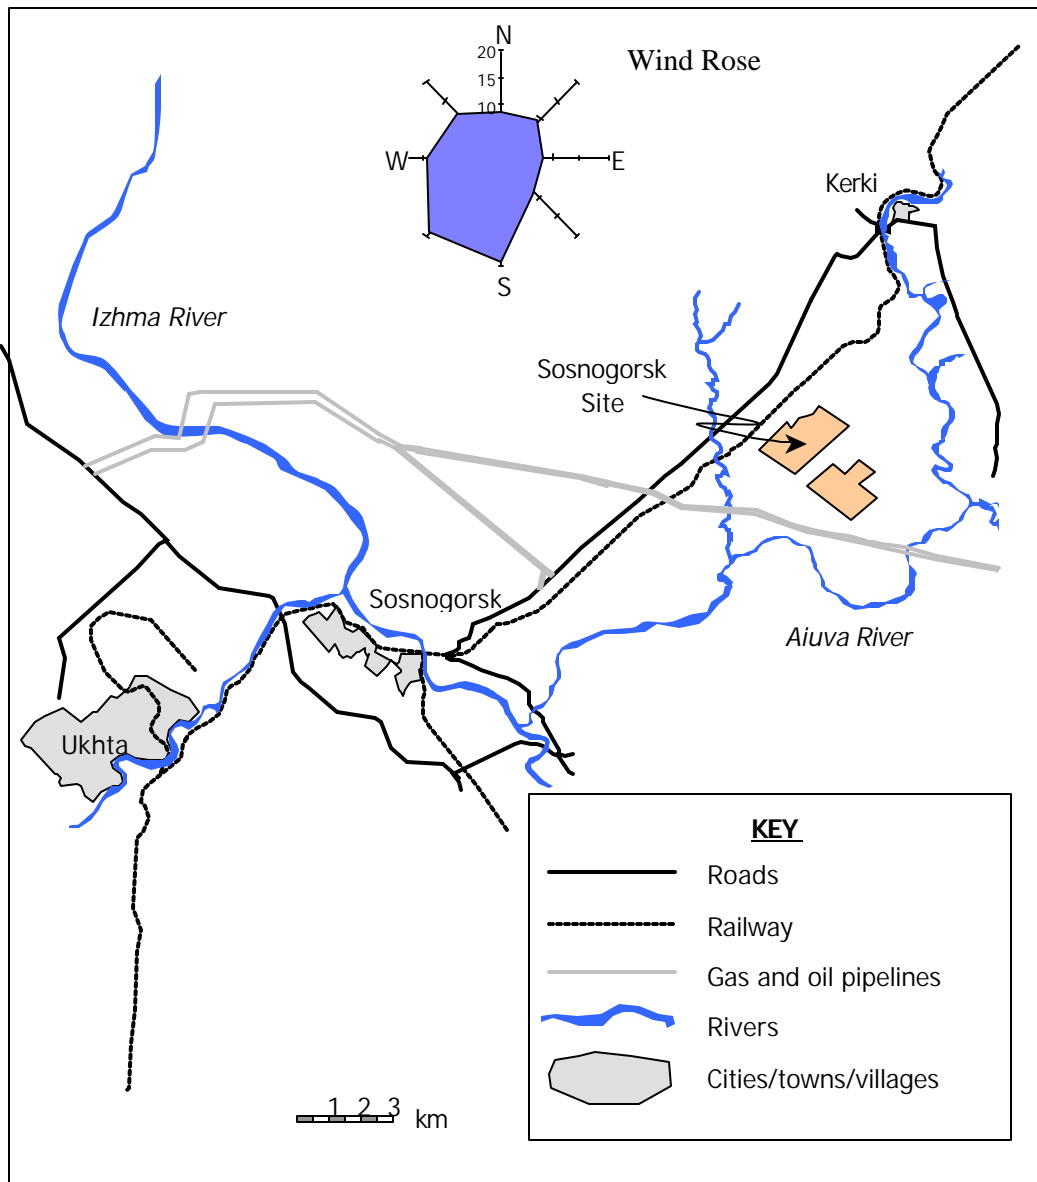 N
Wind Rose
20
15
10
W
E
S
Kerki
Izhma River
Sosnogorsk
Site
Sosnogorsk
Aiuva River
Ukhta
KEY
Roads
Railway
Gas and oil pipelines
Rivers
Cities/towns/villages
1 2 3 km